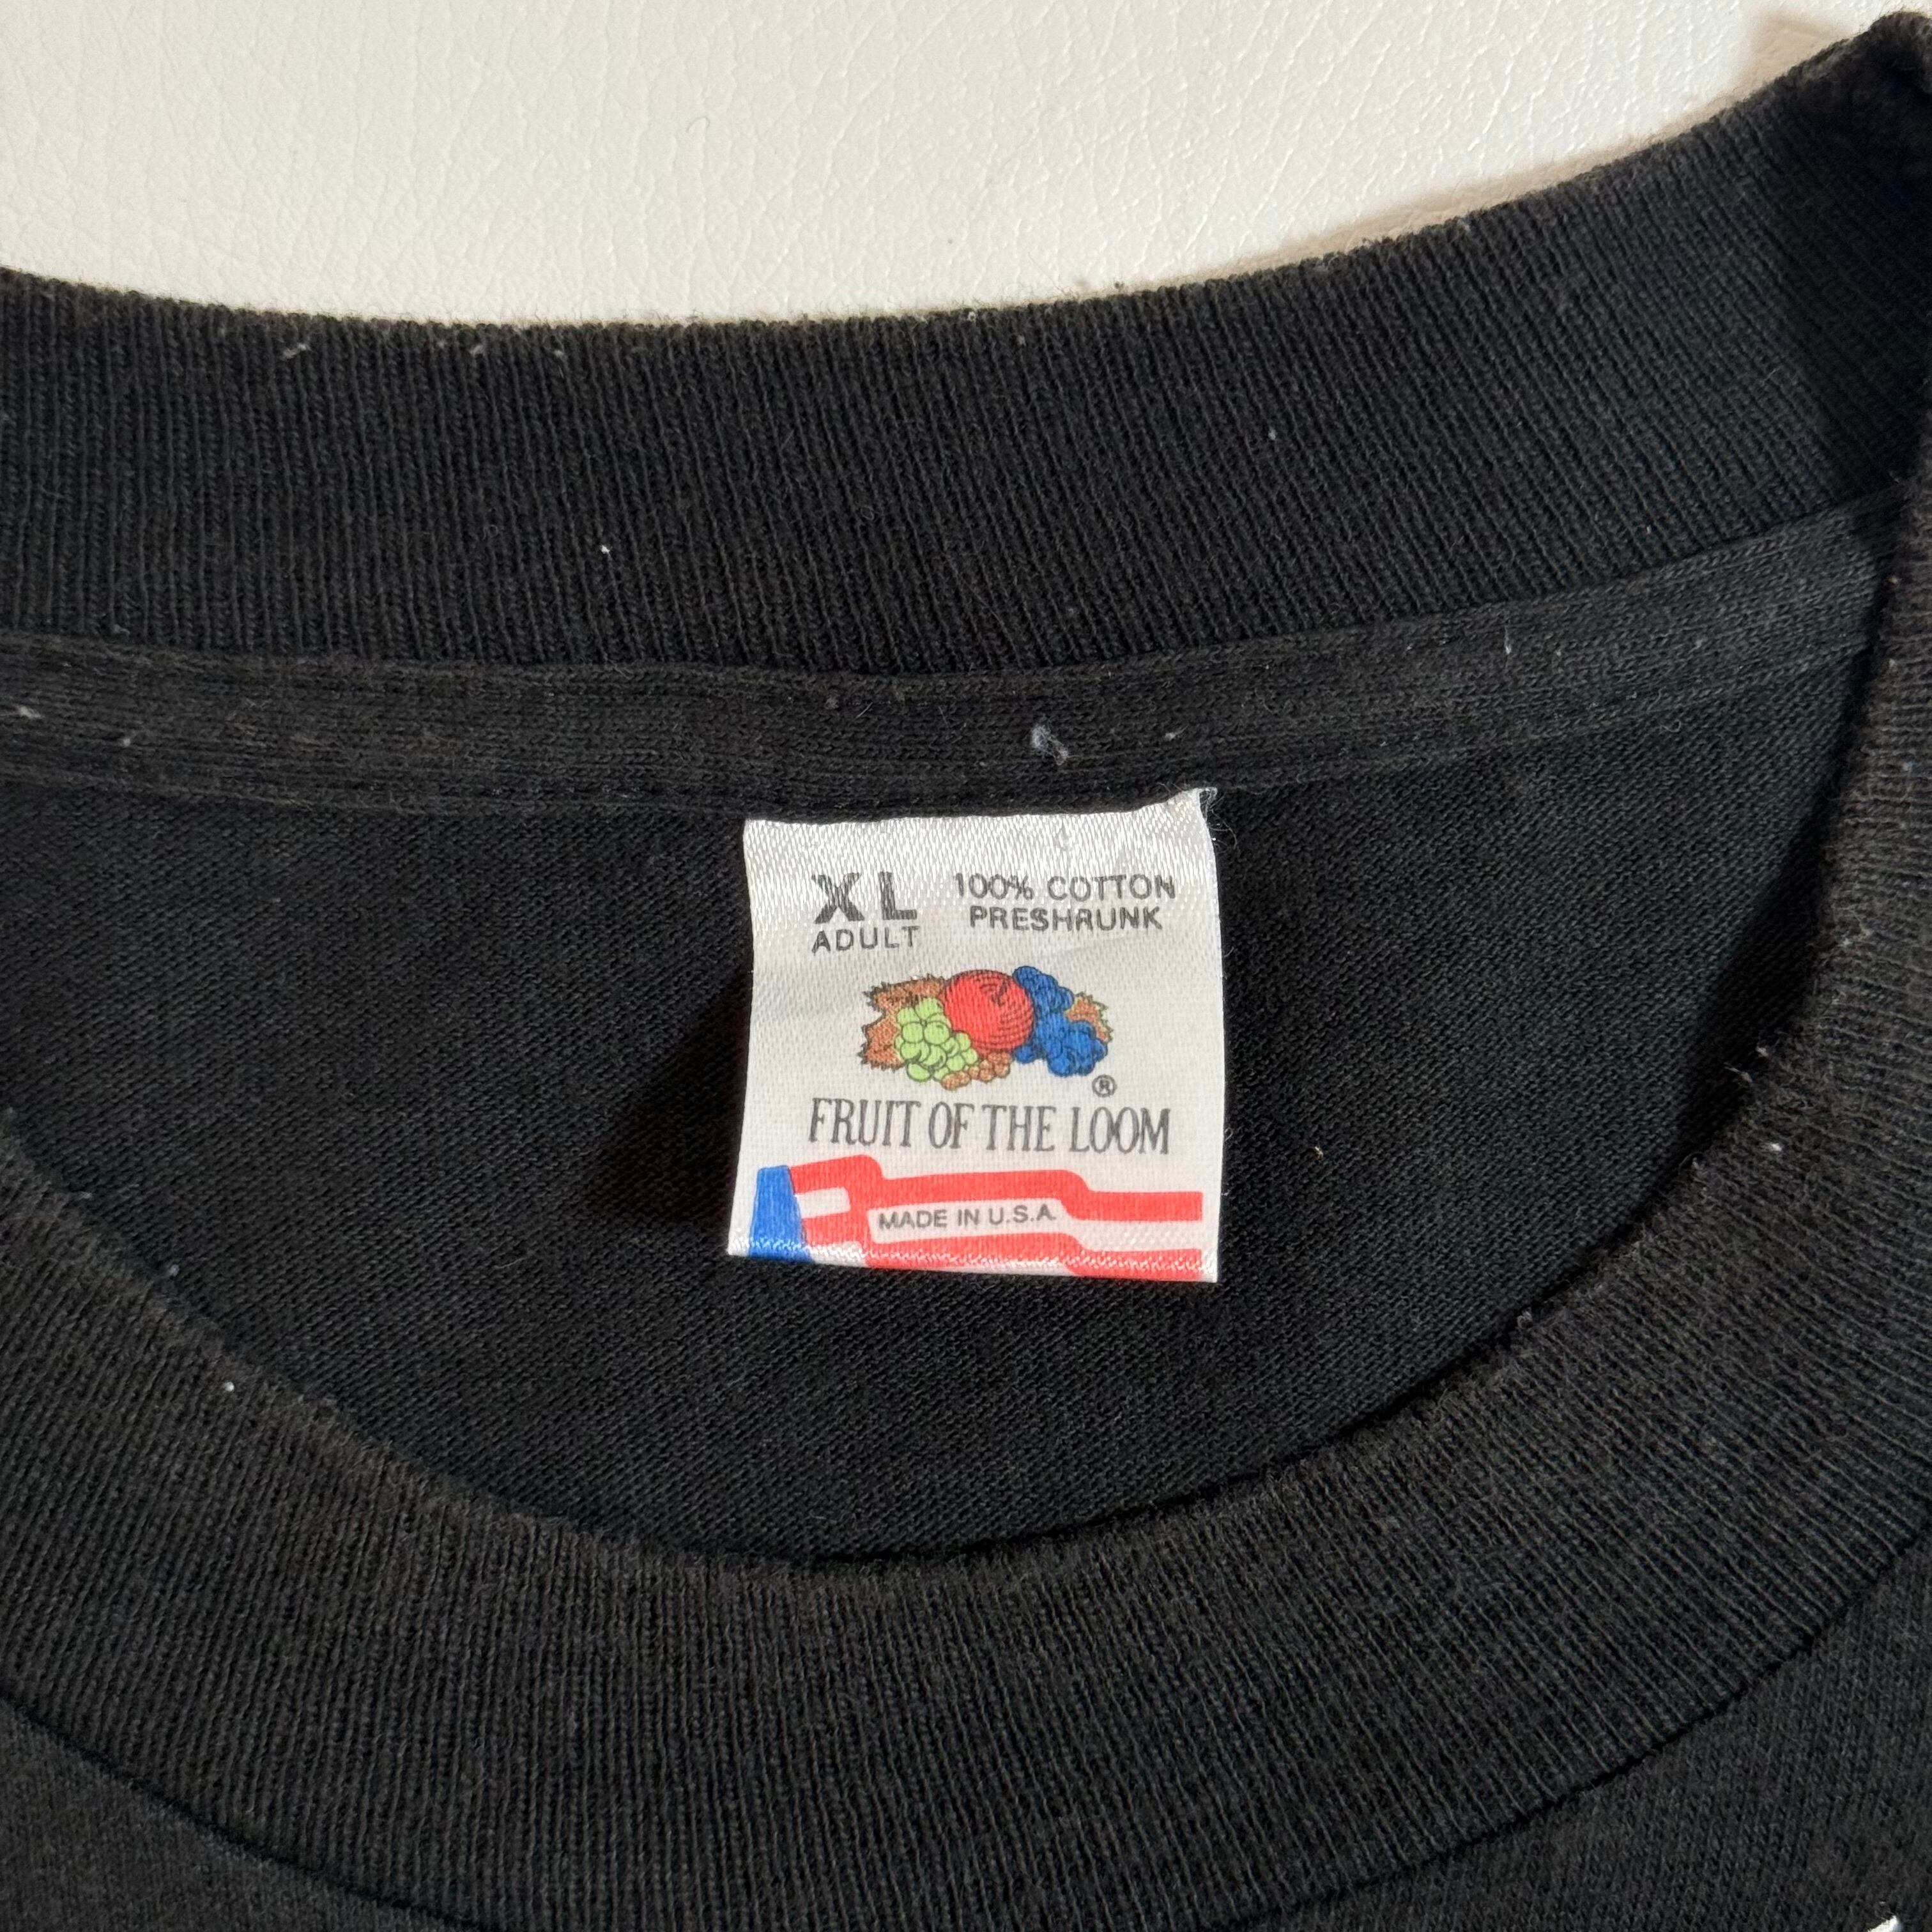 XL 100% COTTON
ADULT PRESHRUNK
®
FRUIT OF THE LOOM
MADE IN U.S.A.